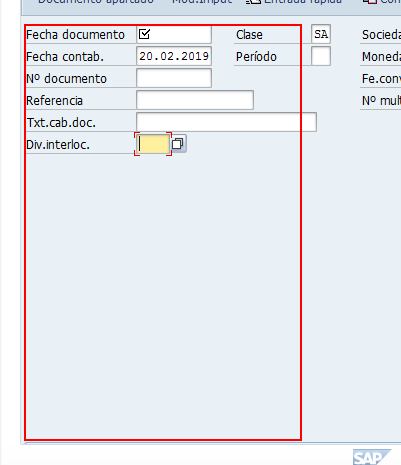 Documento apartado Mod.imput Entrada rápida Con
Fecha documento Clase SA Socieda
Fecha contab. 20.02.2019 Período Moneda
Nº documento Fe.conv
Referencia Nº mult
Txt.cab.doc.
Div.interloc.
SAP